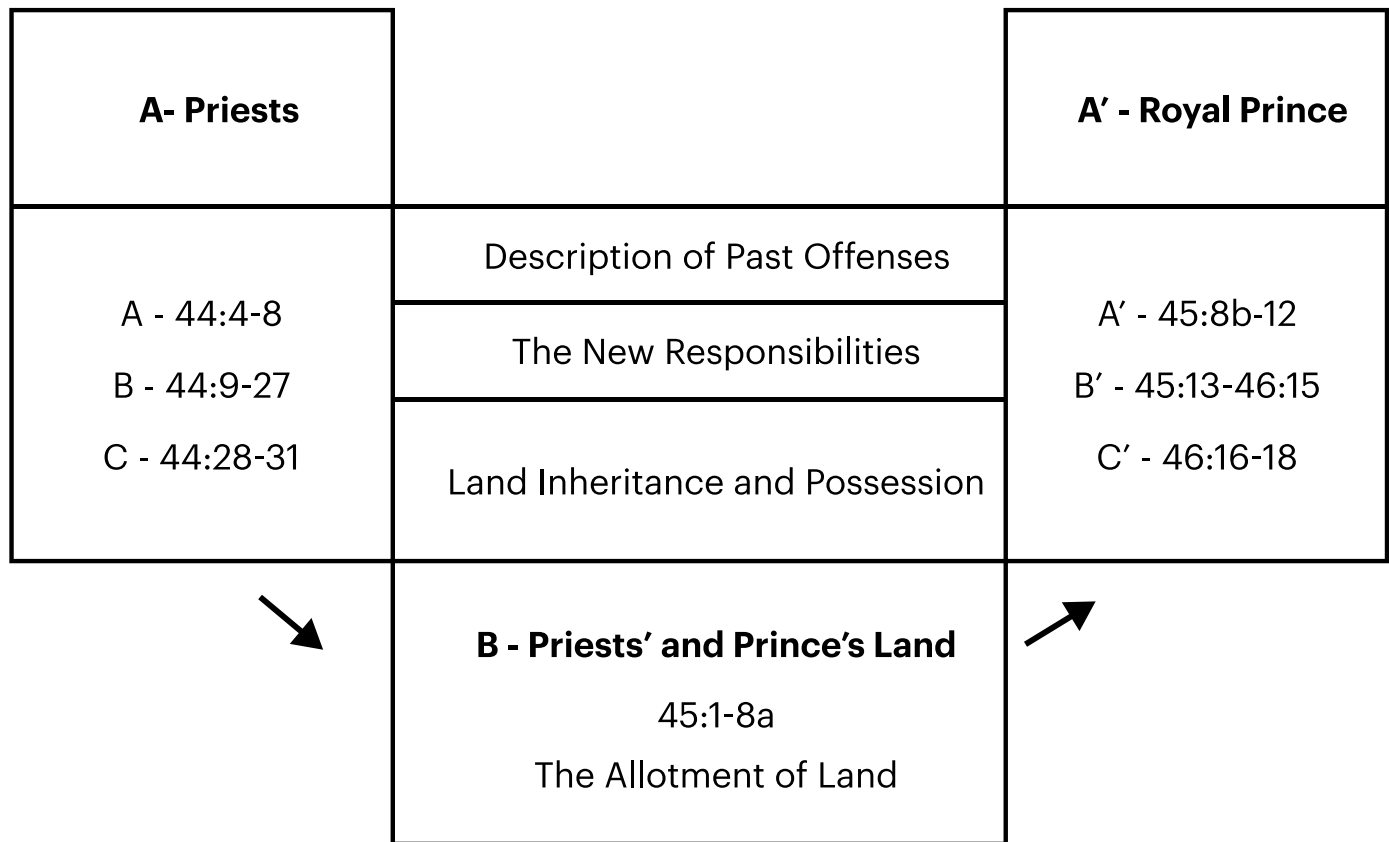 A- Priests
A′ - Royal Prince
A - 44:4-8
B - 44:9-27
C - 44:28-31
Description of Past Offenses
The New Responsibilities
Land Inheritance and Possession
A′ - 45:8b-12
B′ - 45:13-46:15
C′ - 46:16-18
B - Priests’ and Prince’s Land
45:1-8a
The Allotment of Land